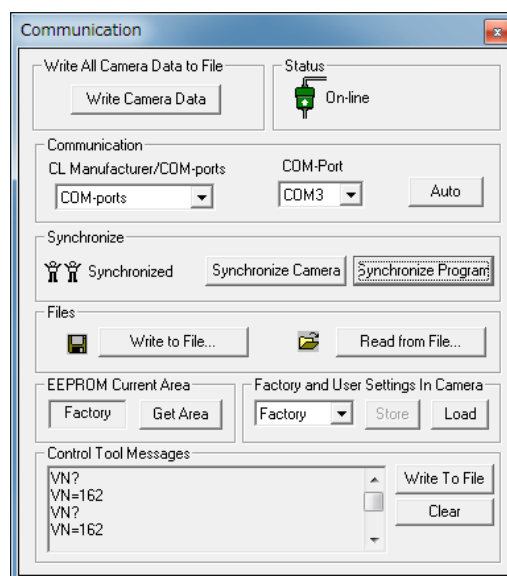 Communication
Write All Camera Data to File
Write Camera Data
Status
On-line
Communication
CL Manufacturer/COM-ports
COM-ports
COM-Port
COM3
Auto
Synchronize
Synchronized
Synchronize Camera
Synchronize Program
Files
Write to File...
Read from File...
EEPROM Current Area
Factory
Get Area
Factory and User Settings In Camera
Factory
Store
Load
Control Tool Messages
VN?
VN=162
VN?
VN=162
Write To File
Clear